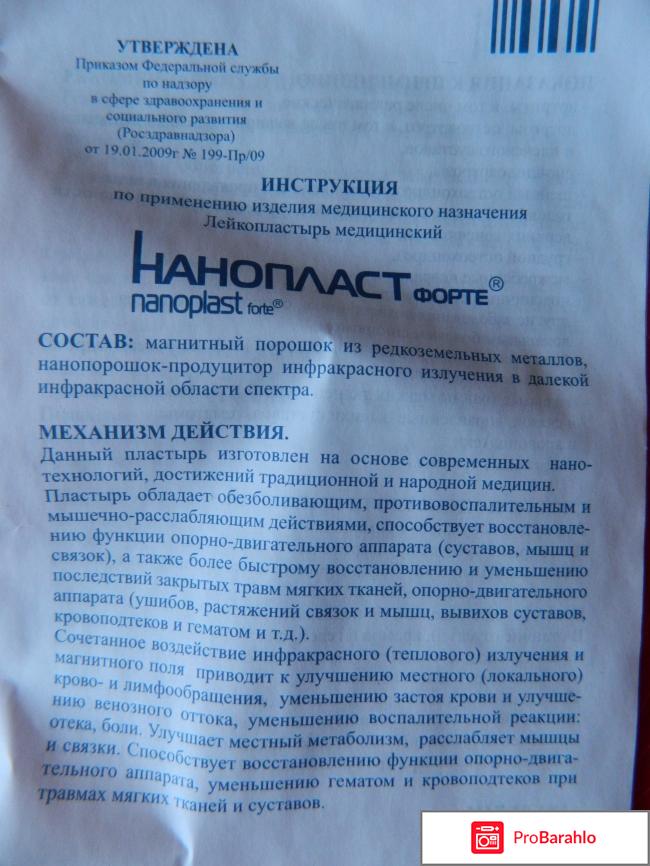 УТВЕРЖДЕНА
Приказом Федеральной службы
по надзору
в сфере здравоохранения и
социального развития
(Росздравнадзора)
от 19.01.2009г № 199-Пр/09
ИНСТРУКЦИЯ
по применению изделия медицинского назначения
Лейкопластырь медицинский
НАНОПЛАСТ ФОРТЕ®
nanoplast forte®
СОСТАВ: магнитный порошок из редкоземельных металлов,
нанопорошок-продуцитор инфракрасного излучения в далекой
инфракрасной области спектра.
МЕХАНИЗМ ДЕЙСТВИЯ.
Данный пластырь изготовлен на основе современных нано-
технологий, достижений традиционной и народной медицин.
Пластырь обладает обезболивающим, противовоспалительным и
мышечно-расслабляющим действиями, способствует восстановле-
нию функции опорно-двигательного аппарата (суставов, мышц и
связок), а также более быстрому восстановлению и уменьшению
последствий закрытых травм мягких тканей, опорно-двигательного
аппарата (ушибов, растяжений связок и мышц, вывихов суставов,
кровоподтеков и гематом и т.д.).
Сочетанное воздействие инфракрасного (теплового) излучения и
магнитного поля приводит к улучшению местного (локального)
крово- и лимфообращения, уменьшению застоя крови и улучше-
нию венозного оттока, уменьшению воспалительной реакции:
отека, боли. Улучшает местный метаболизм, расслабляет мышцы
и связки. Способствует восстановлению функции опорно-двига-
тельного аппарата, уменьшению гематом и кровоподтеков при
травмах мягких тканей и суставов.
ProBarahlo